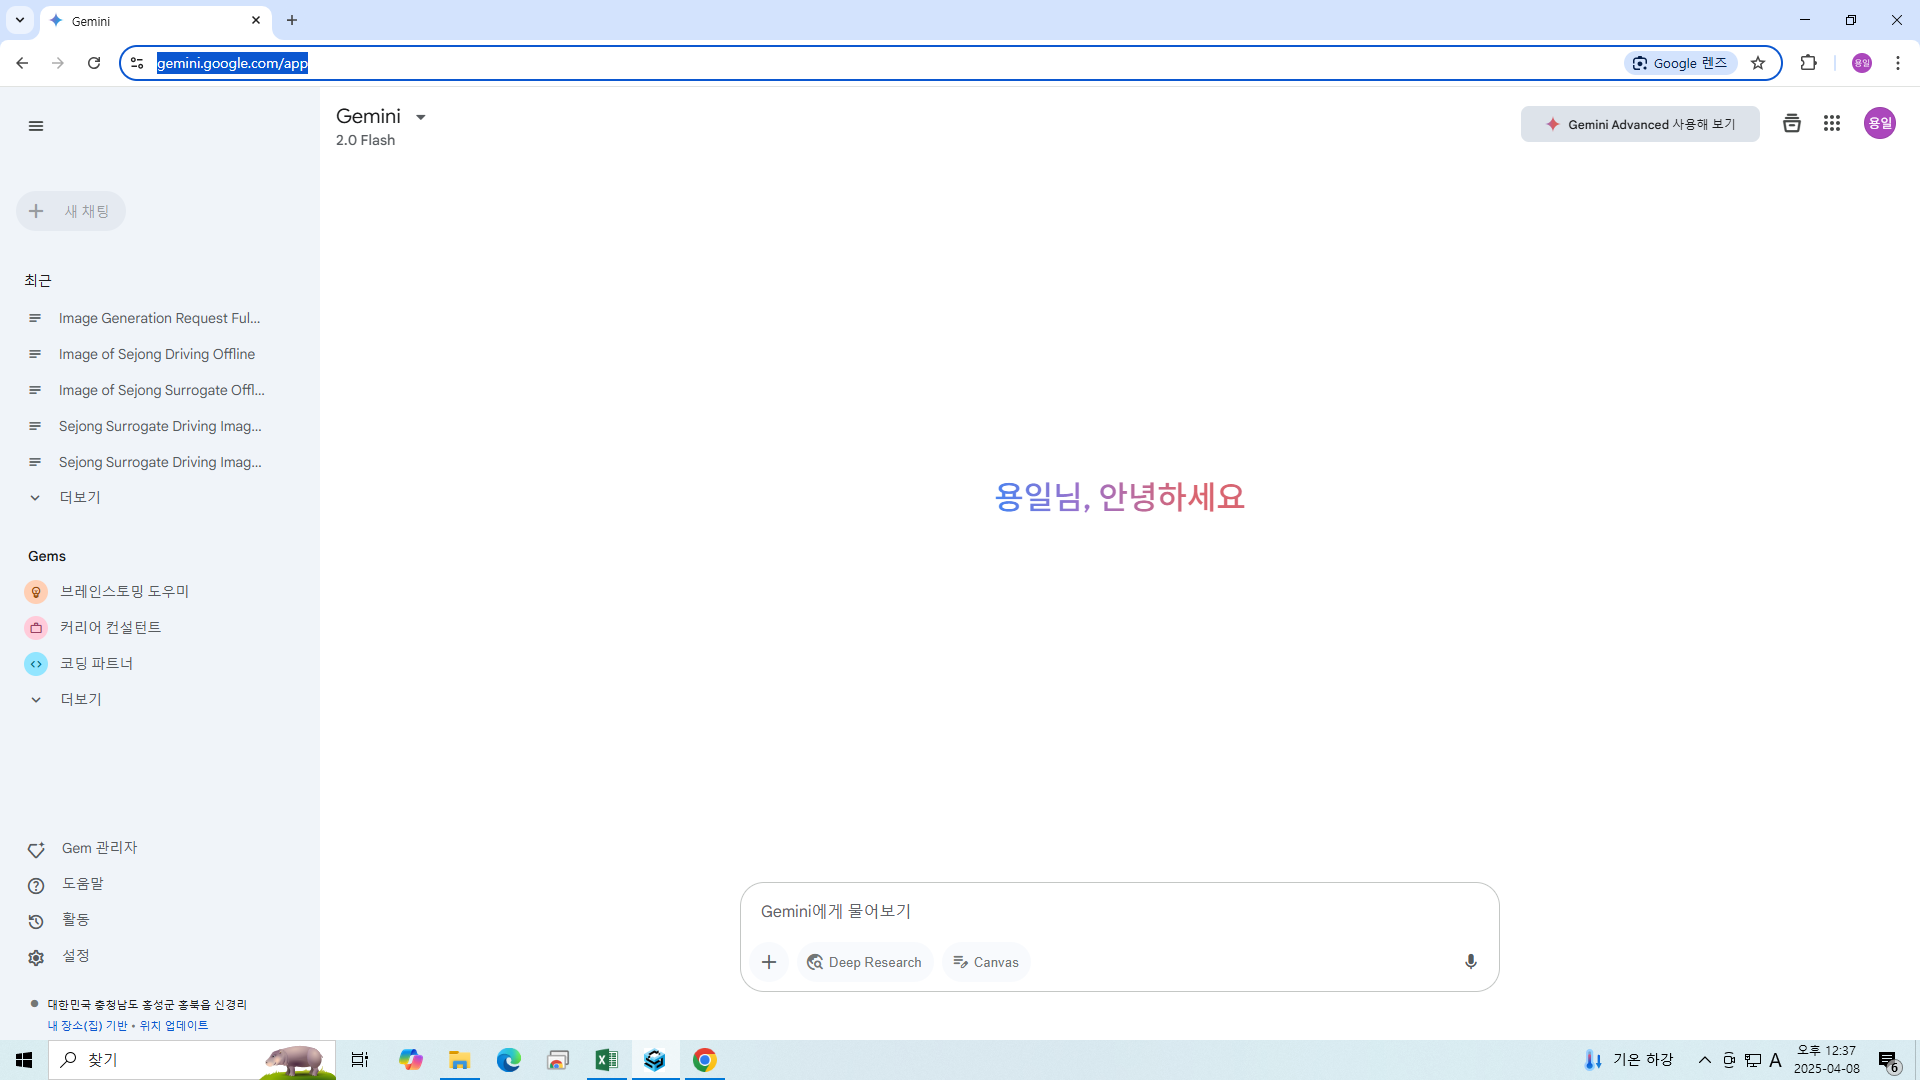 Gemini
gemini.google.com/app
Google 렌즈
용일
Gemini
2.0 Flash
Gemini Advanced 사용해 보기
용일
새 채팅
최근
Image Generation Request Ful...
Image of Sejong Driving Offline
Image of Sejong Surrogate Offl...
Sejong Surrogate Driving Imag...
Sejong Surrogate Driving Imag...
더보기
Gems
브레인스토밍 도우미
커리어 컨설턴트
코딩 파트너
더보기
용일님, 안녕하세요
Gem 관리자
도움말
활동
설정
대한민국 충청남도 홍성군 홍북읍 신경리
내 장소(집) 기반 • 위치 업데이트
Gemini에게 물어보기
Deep Research
Canvas
찾기
기온 하강
A
오후 12:37
2025-04-08
6